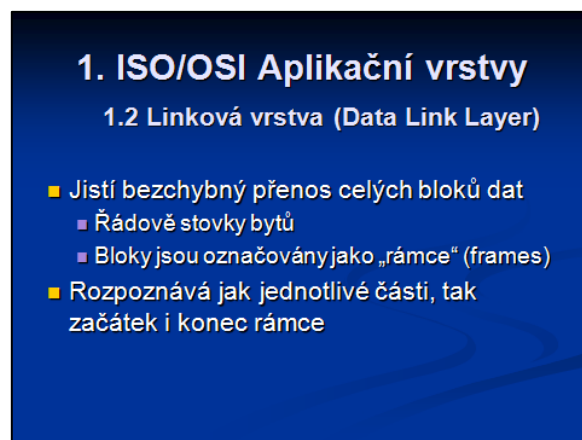 1. ISO/OSI Aplikační vrstvy
1.2 Linková vrstva (Data Link Layer)
Jistí bezchybný přenos celých bloků dat
Řádově stovky bytů
Bloky jsou označovány jako „rámce“ (frames)
Rozpoznává jak jednotlivé části, tak
začátek i konec rámce